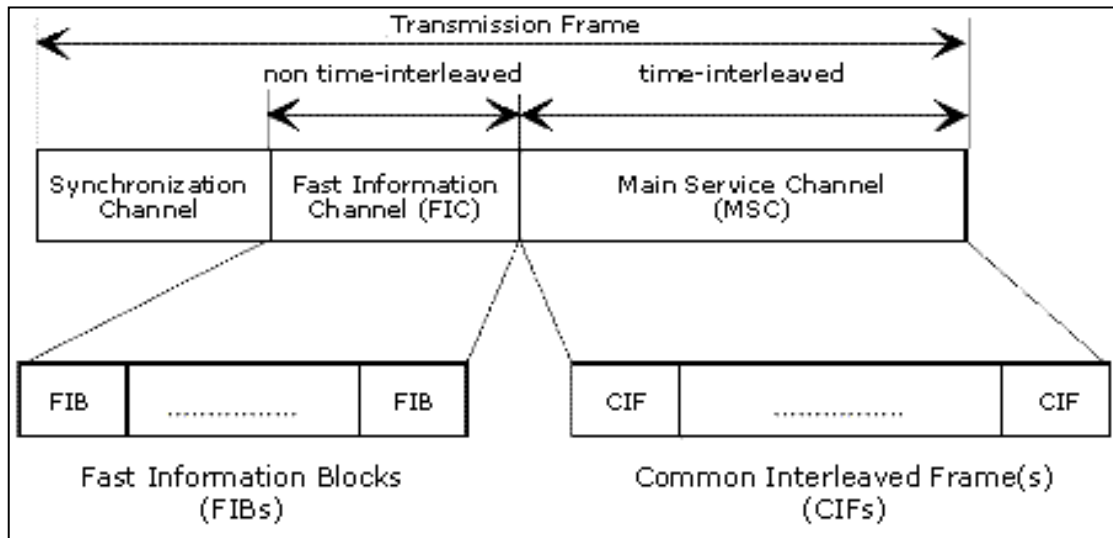 Transmission Frame
non time-interleaved
time-interleaved
Synchronization
Channel
Fast Information
Channel (FIC)
Main Service Channel
(MSC)
FIB
................
FIB
CIF
................
CIF
Fast Information Blocks
(FIBs)
Common Interleaved Frame(s)
(CIFs)